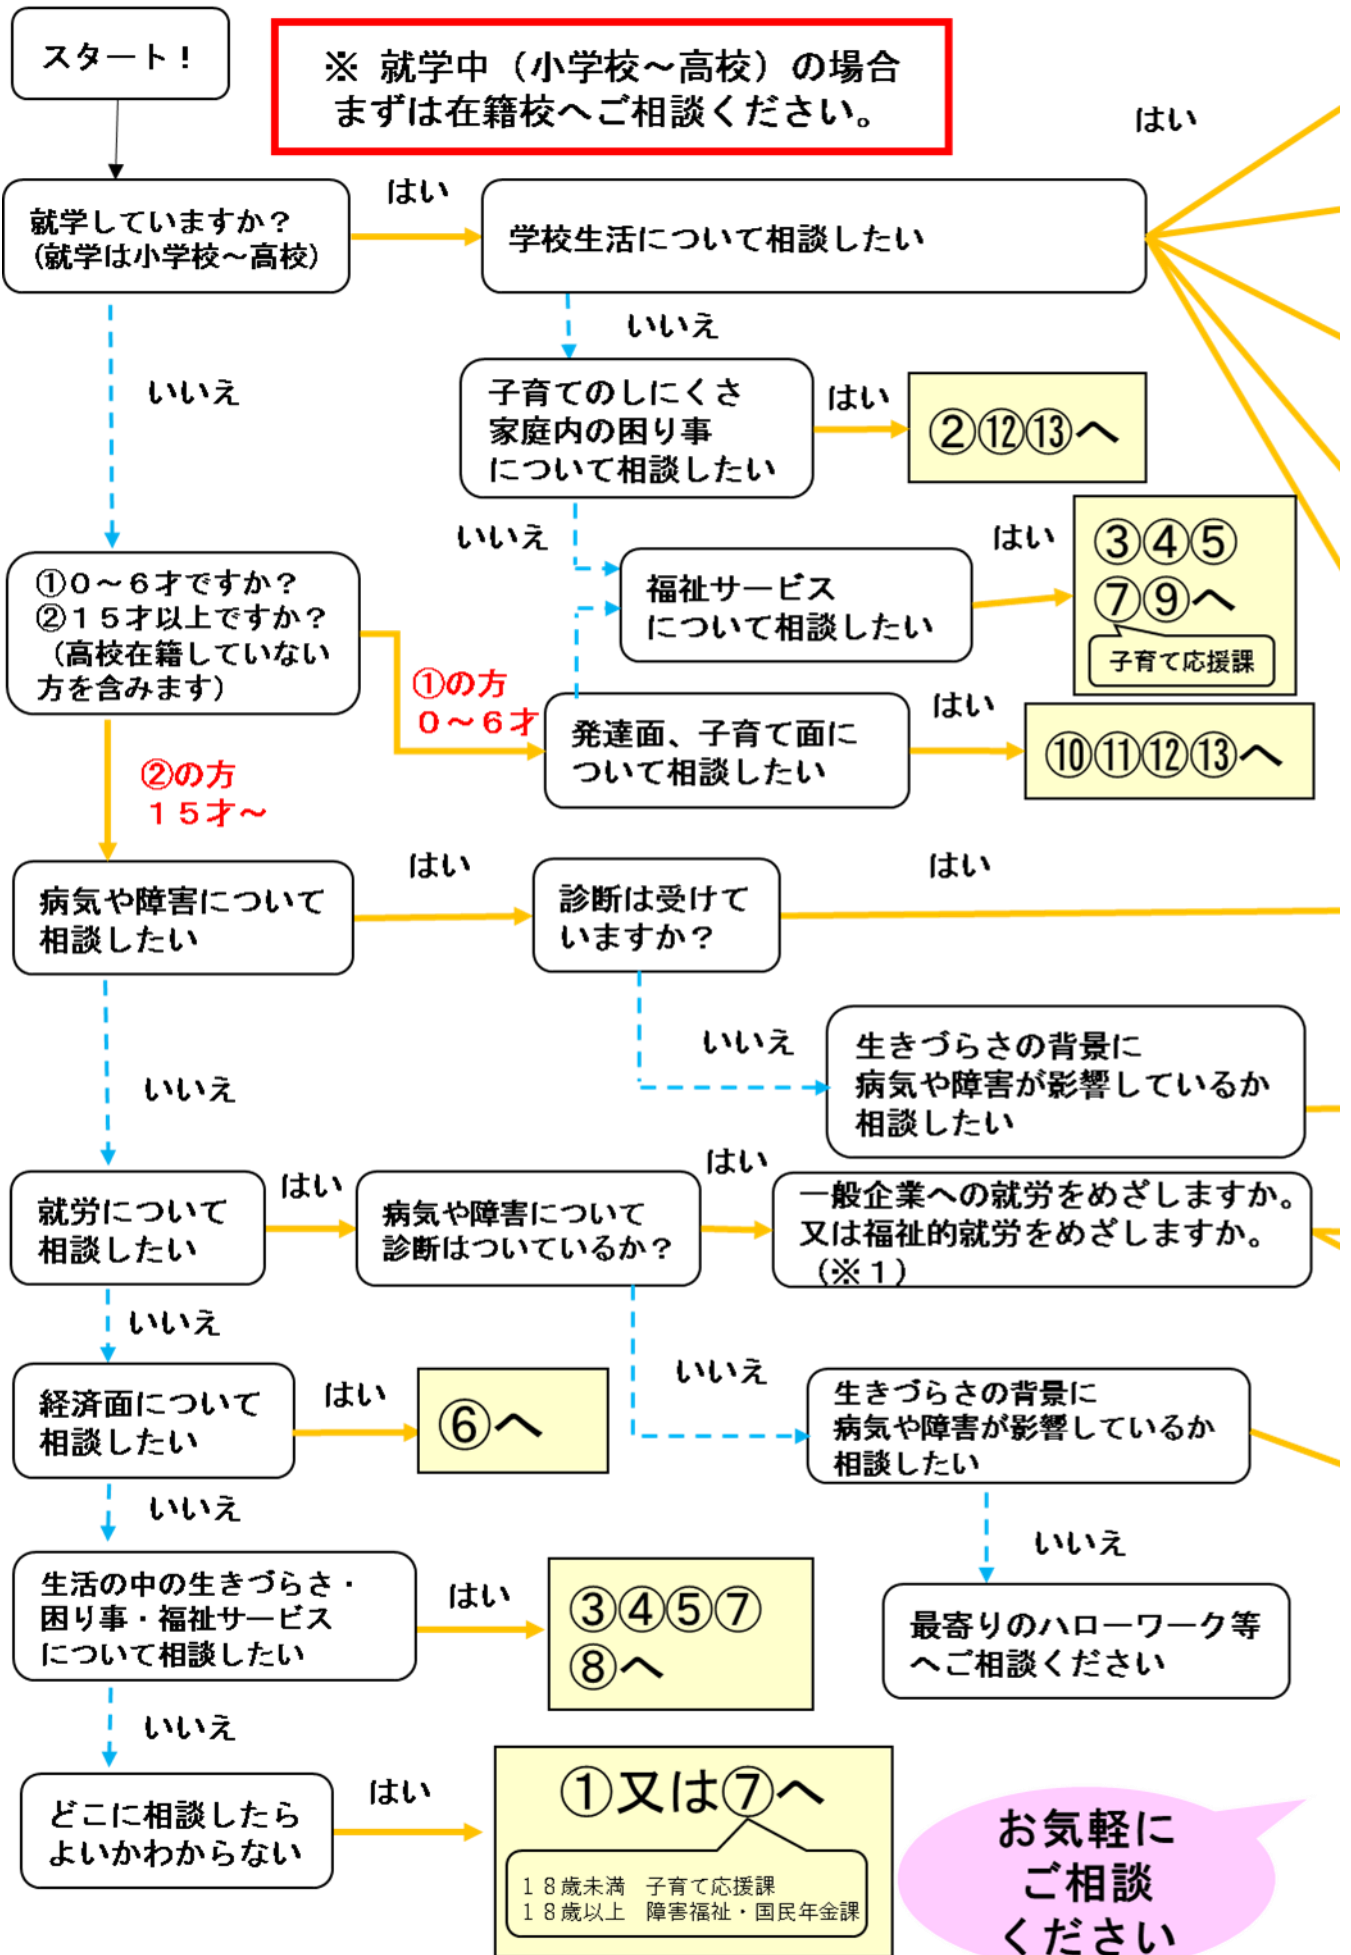 スタート！
※ 就学中（小学校～高校）の場合
まずは在籍校へご相談ください。
はい
就学していますか？
（就学は小学校～高校）
はい
学校生活について相談したい
いいえ
いいえ
子育てのしにくさ
家庭内の困り事
について相談したい
はい
②⑫⑬へ
いいえ
①０～６才ですか？
②１５才以上ですか？
（高校在籍していない
方を含みます）
福祉サービス
について相談したい
はい
③④⑤
⑦⑨へ
子育て応援課
①の方
０～６才
発達面、子育て面に
ついて相談したい
はい
⑩⑪⑫⑬へ
②の方
１５才～
病気や障害について
相談したい
はい
診断は受けて
いますか？
はい
いいえ
生きづらさの背景に
病気や障害が影響しているか
相談したい
いいえ
就労について
相談したい
はい
病気や障害について
診断はついているか？
はい
一般企業への就労をめざしますか。
又は福祉的就労をめざしますか。
（※１）
いいえ
いいえ
生きづらさの背景に
病気や障害が影響しているか
相談したい
経済面について
相談したい
はい
⑥へ
いいえ
いいえ
最寄りのハローワーク等
へご相談ください
生活の中の生きづらさ・
困り事・福祉サービス
について相談したい
はい
③④⑤⑦
⑧へ
いいえ
どこに相談したら
よいかわからない
はい
①又は⑦へ
１８歳未満　子育て応援課
１８歳以上　障害福祉・国民年金課
お気軽に
ご相談
ください